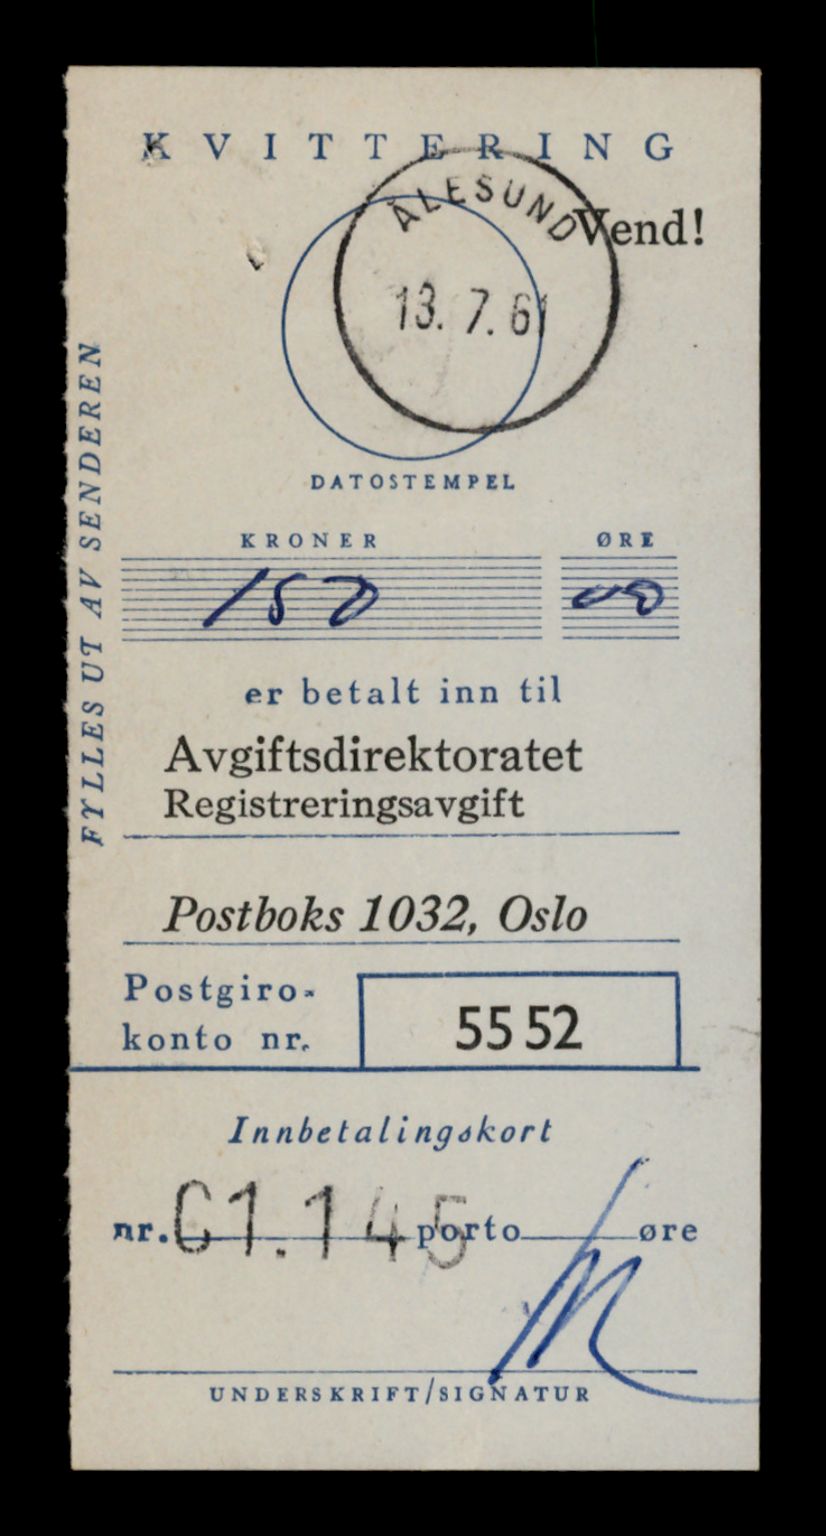 KVITTERING
ÅLESUND
Vend!
13. 7. 61
DATOSTEMPEL
FYLLES UT AV SENDEREN
KRONER ØRE
150 00
er betalt inn til
Avgiftsdirektoratet
Registreringsavgift
Postboks 1032, Oslo
Postgiro-
konto nr. 55 52
Innbetalingskort
nr. G1.145 porto øre
UNDERSKRIFT/SIGNATUR